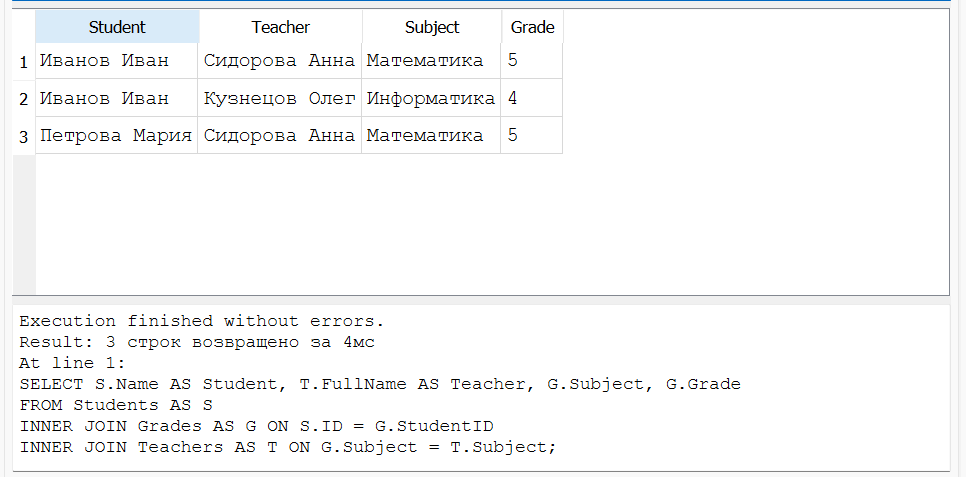 Student Teacher Subject Grade
1 Иванов Иван Сидорова Анна Математика 5
2 Иванов Иван Кузнецов Олег Информатика 4
3 Петрова Мария Сидорова Анна Математика 5
Execution finished without errors.
Result: 3 строк возвращено за 4мс
At line 1:
SELECT S.Name AS Student, T.FullName AS Teacher, G.Subject, G.Grade
FROM Students AS S
INNER JOIN Grades AS G ON S.ID = G.StudentID
INNER JOIN Teachers AS T ON G.Subject = T.Subject;